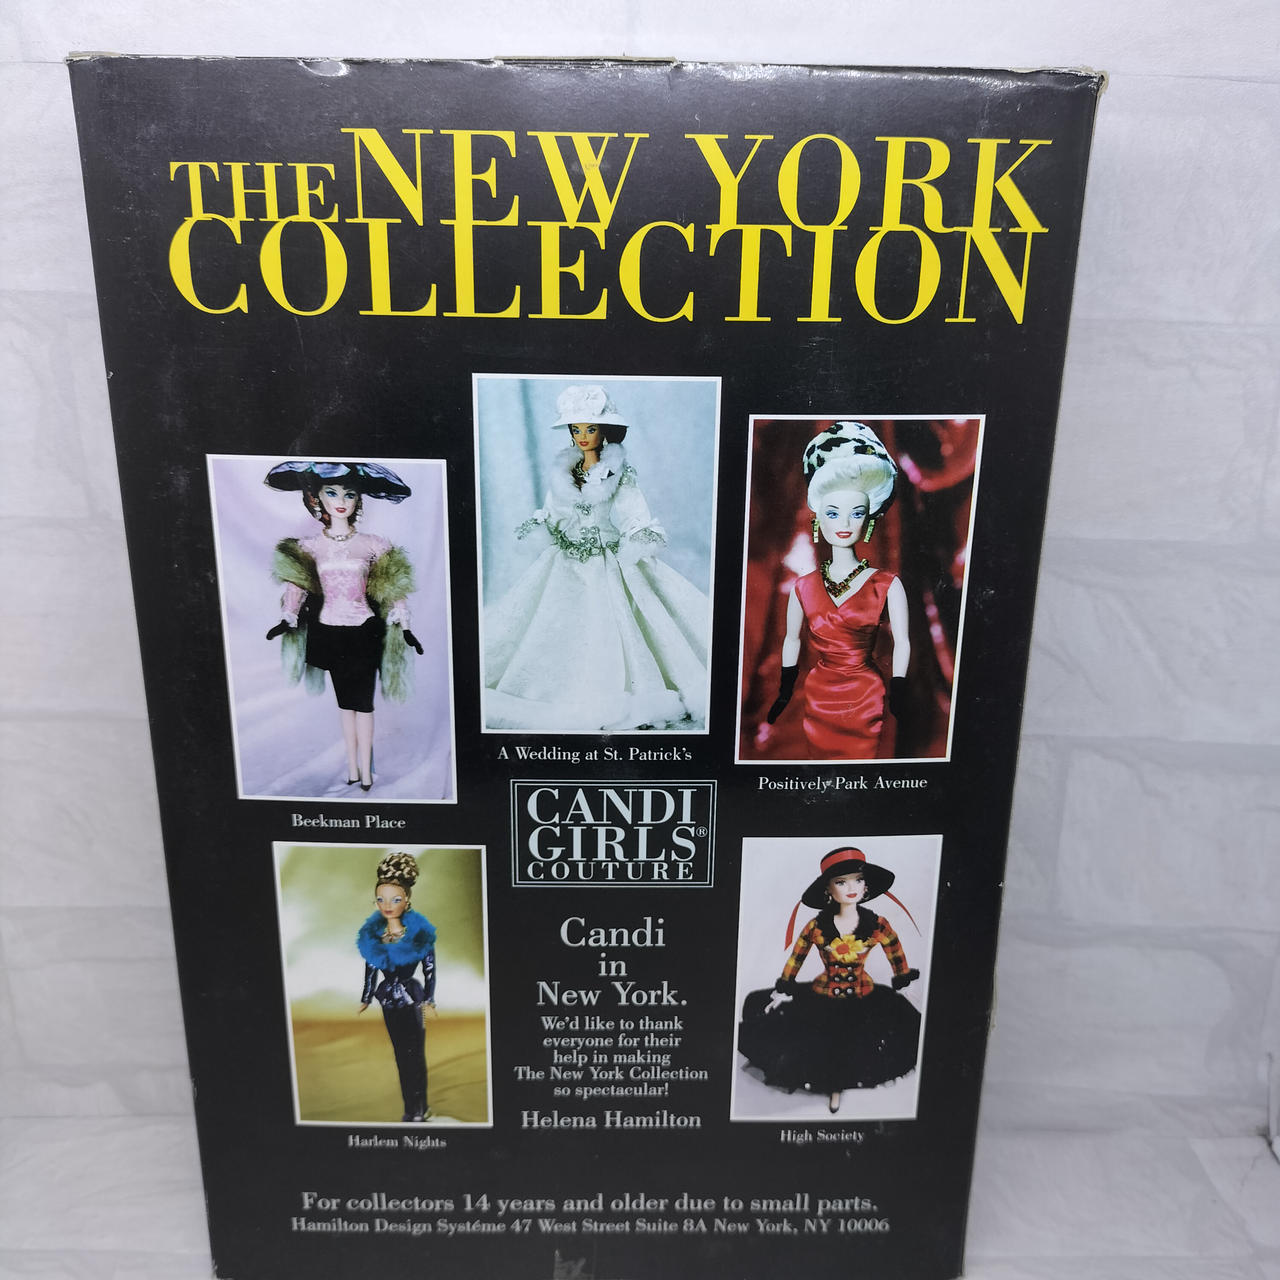 THE NEW YORK
COLLECTION
A Wedding at St. Patrick's
Positively Park Avenue
Beekman Place
CANDI
GIRLS®
COUTURE
Candi
in
New York.
We'd like to thank
everyone for their
help in making
The New York Collection
so spectacular!
Helena Hamilton
Harlem Nights
High Society
For collectors 14 years and older due to small parts.
Hamilton Design Systéme 47 West Street Suite 8A New York, NY 10006